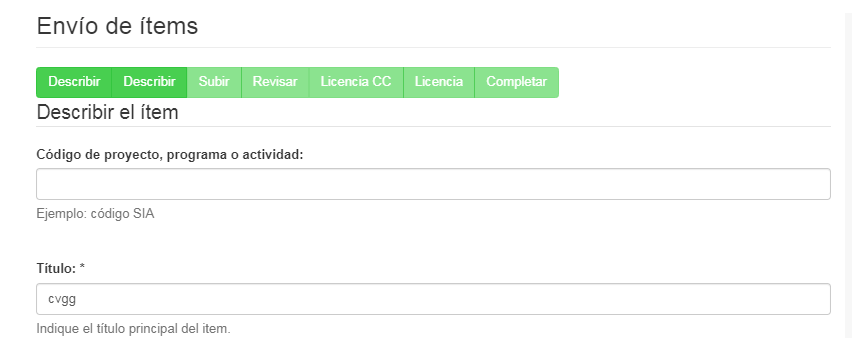 Envío de ítems
Describir Describir Subir Revisar Licencia CC Licencia Completar
Describir el ítem
Código de proyecto, programa o actividad:
Ejemplo: código SIA
Título: *
cvgg
Indique el título principal del item.